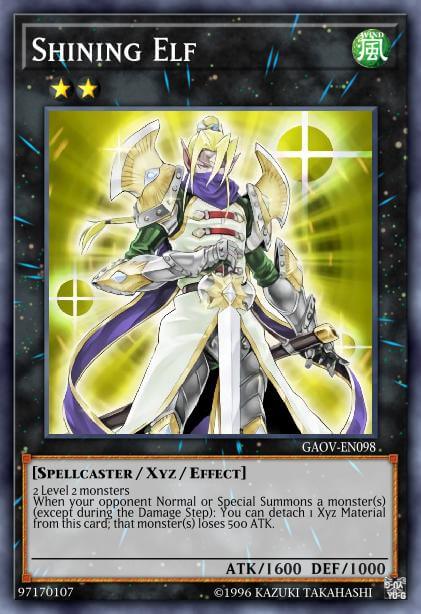 Shining Elf
WIND
風
GAOV-EN098
[Spellcaster / Xyz / Effect]
2 Level 2 monsters
When your opponent Normal or Special Summons a monster(s)
(except during the Damage Step): You can detach 1 Xyz Material
from this card; that monster(s) loses 500 ATK.
ATK/1600 DEF/1000
97170107
©1996 KAZUKI TAKAHASHI